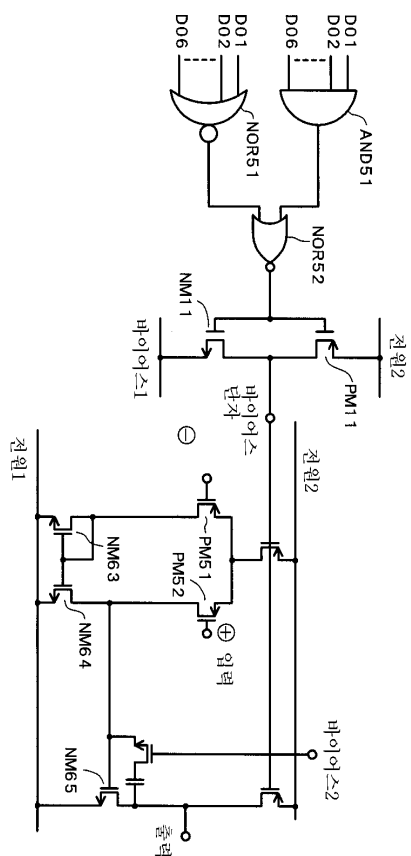 D01
D02
D06
AND51
D01
D02
D06
NOR51
NOR52
전원2
PM11
NM11
바이어스1
바이어스
단자
전원2
바이어스2
⊖
PM51
PM52
⊕
입력
NM63
NM64
NM65
출력
전원1